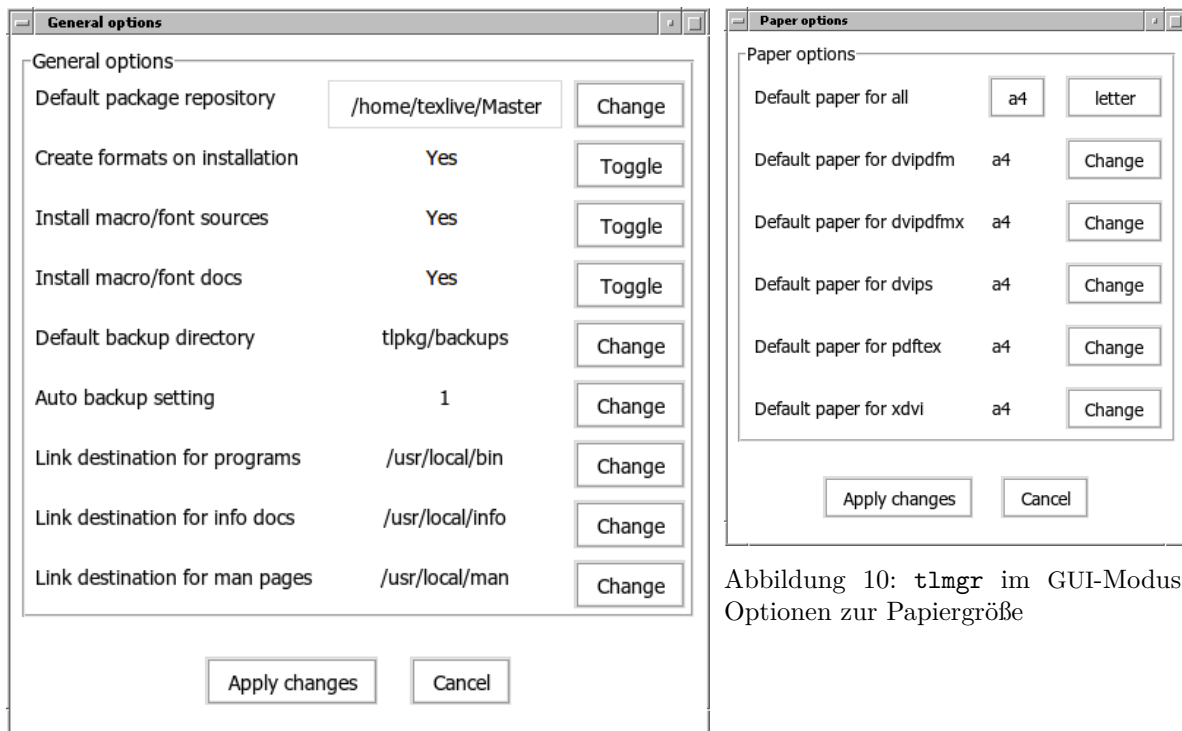 General options
General options
Default package repository /home/texlive/Master Change
Create formats on installation Yes Toggle
Install macro/font sources Yes Toggle
Install macro/font docs Yes Toggle
Default backup directory tlpkg/backups Change
Auto backup setting 1 Change
Link destination for programs /usr/local/bin Change
Link destination for info docs /usr/local/info Change
Link destination for man pages /usr/local/man Change
Apply changes Cancel
Paper options
Paper options
Default paper for all a4 letter
Default paper for dvipdfm a4 Change
Default paper for dvipdfmx a4 Change
Default paper for dvips a4 Change
Default paper for pdftex a4 Change
Default paper for xdvi a4 Change
Apply changes Cancel
Abbildung 10: tlmgr im GUI-Modus
Optionen zur Papiergröße